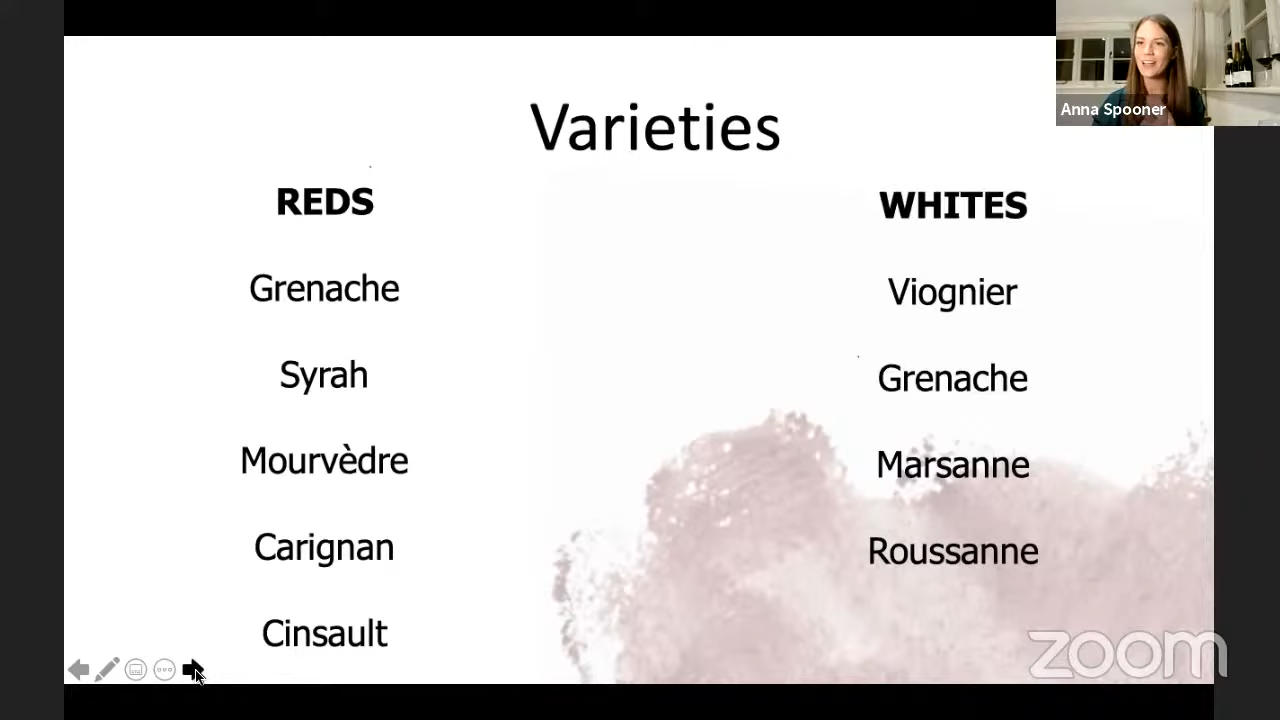 Varieties
REDS
Grenache
Syrah
Mourvèdre
Carignan
Cinsault
WHITES
Viognier
Grenache
Marsanne
Roussanne
Anna Spooner
zoom